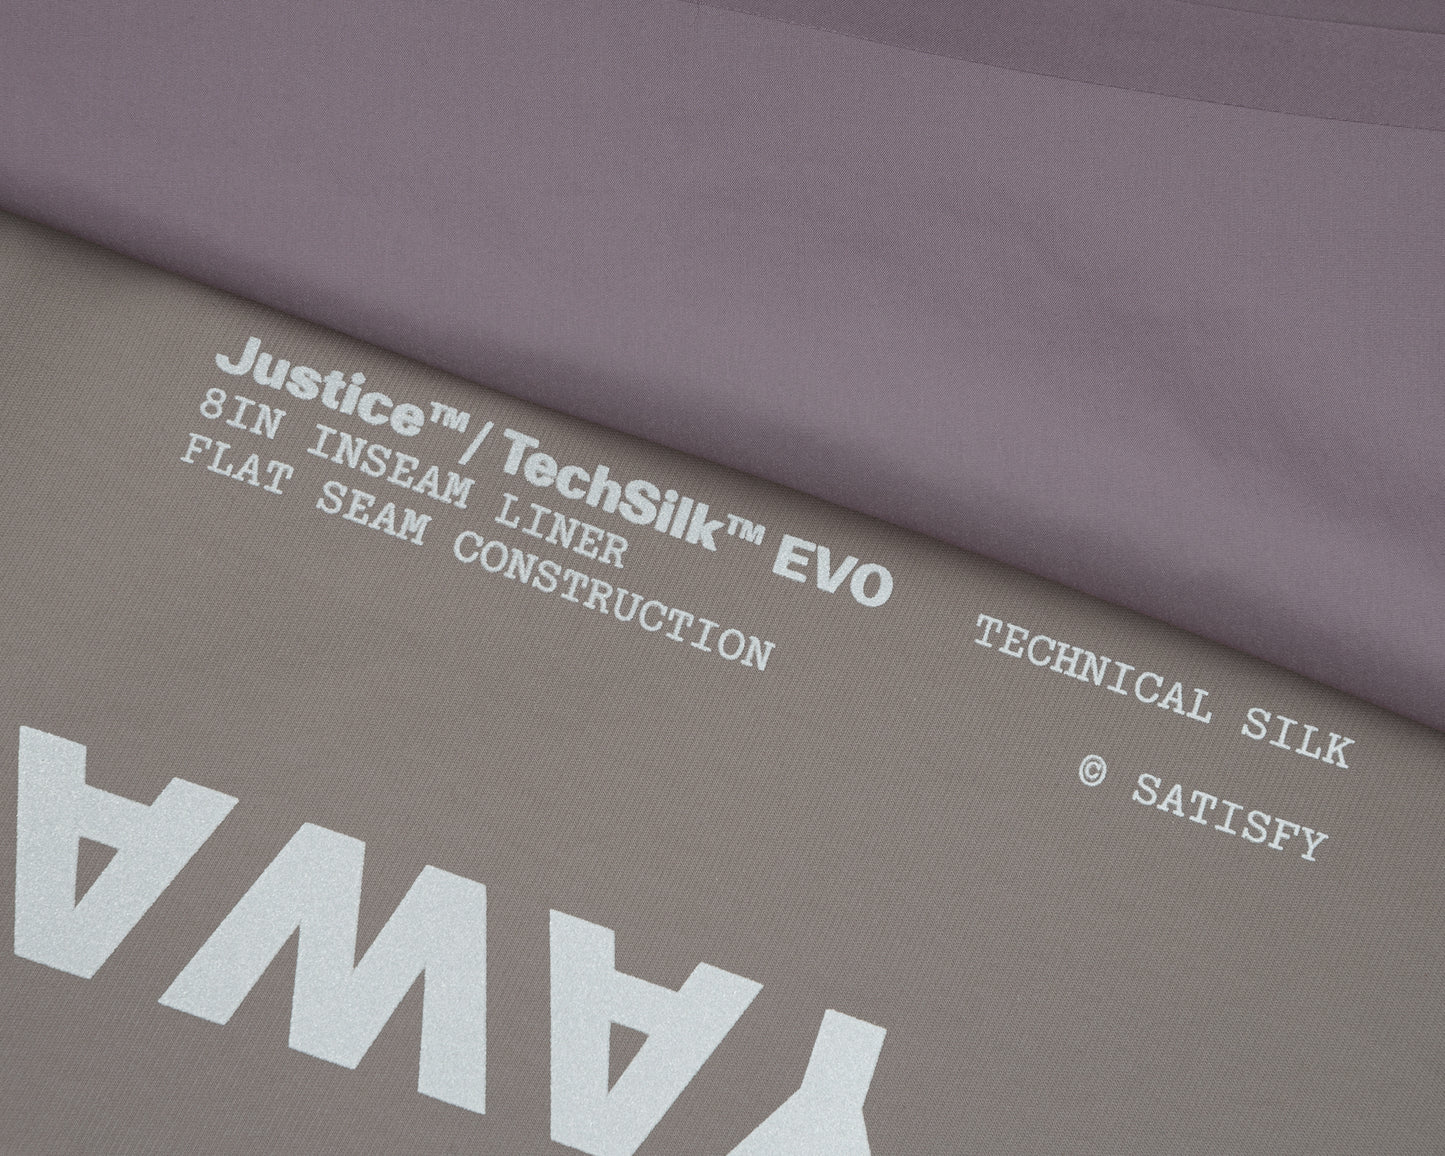 Justice™/TechSilk™ EVO
8IN INSEAM LINER
FLAT SEAM CONSTRUCTION
TECHNICAL SILK
© SATISFY
AWAY